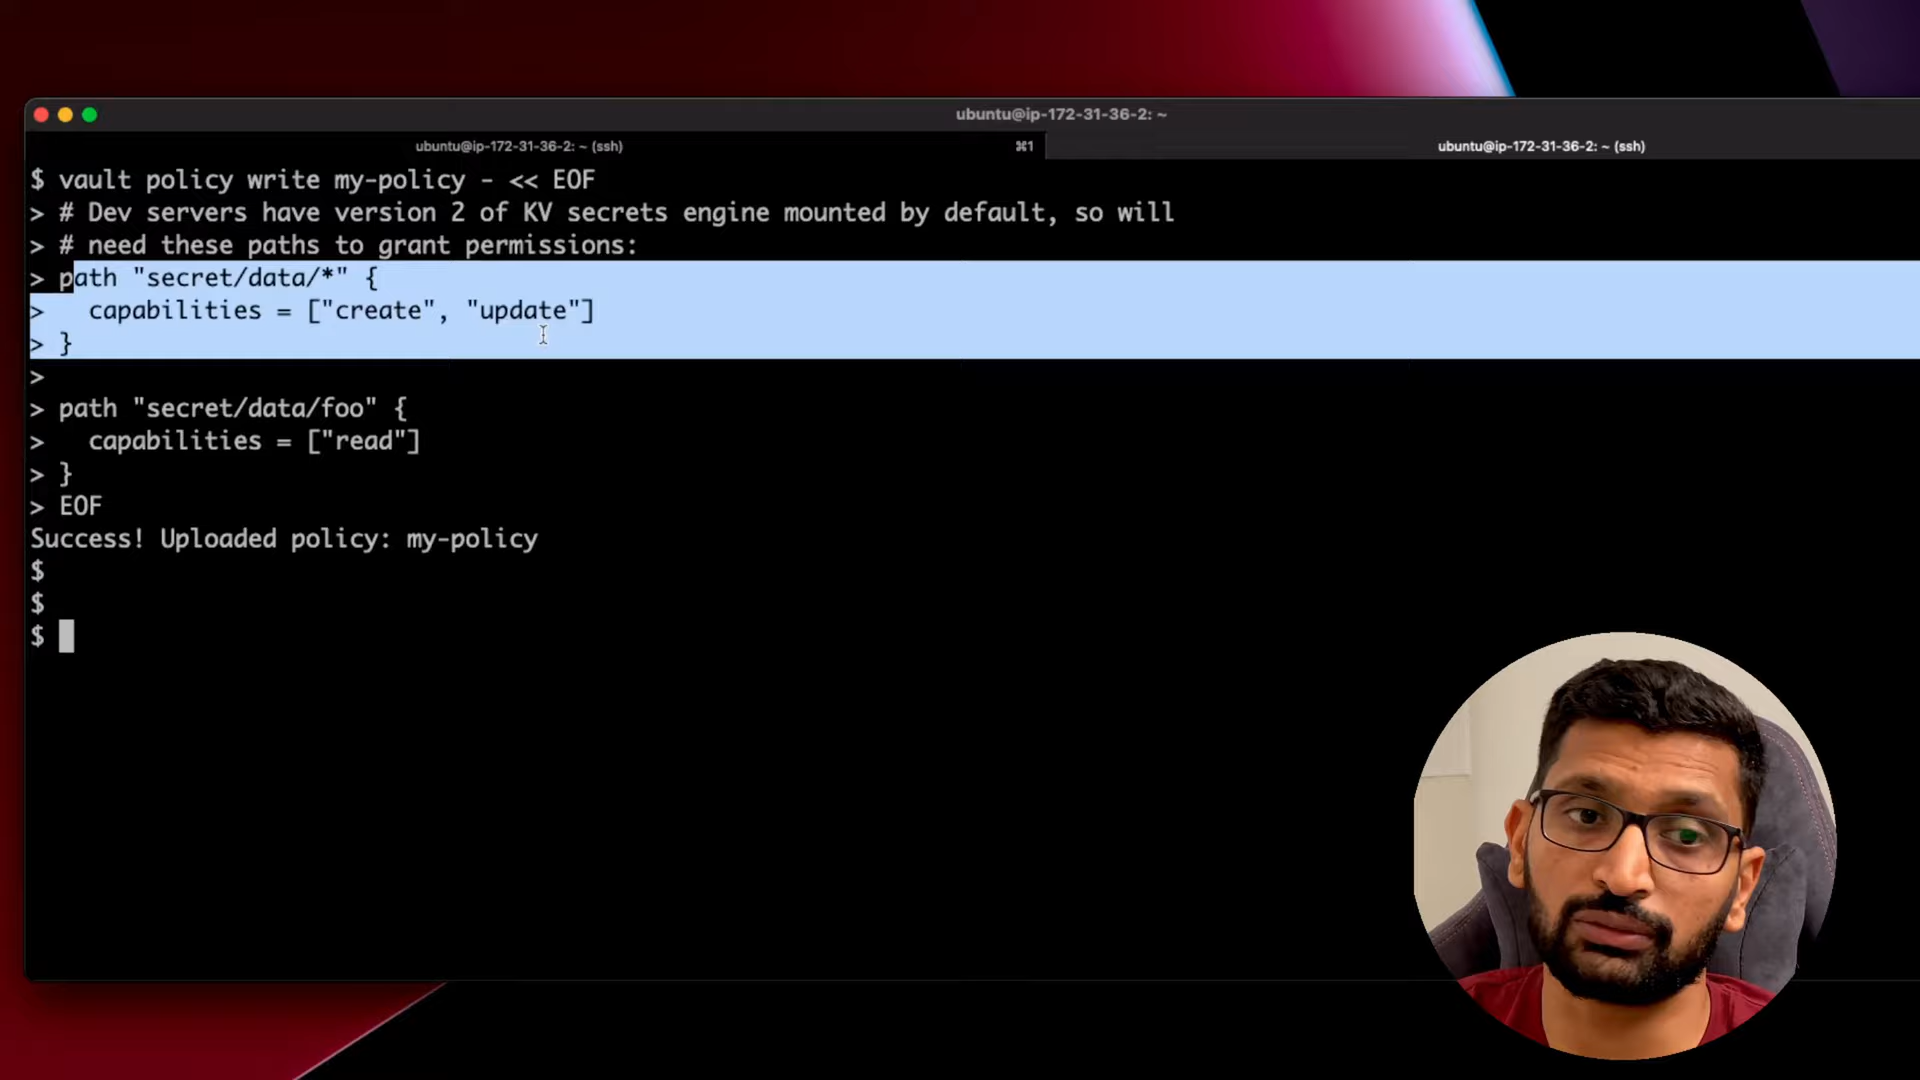 ubuntu@ip-172-31-36-2: ~
ubuntu@ip-172-31-36-2: ~ (ssh)
⌘1
ubuntu@ip-172-31-36-2: ~ (ssh)
$ vault policy write my-policy - << EOF
> # Dev servers have version 2 of KV secrets engine mounted by default, so will
> # need these paths to grant permissions:
> path "secret/data/*" {
>   capabilities = ["create", "update"]
> }
>
> path "secret/data/foo" {
>   capabilities = ["read"]
> }
> EOF
Success! Uploaded policy: my-policy
$
$
$